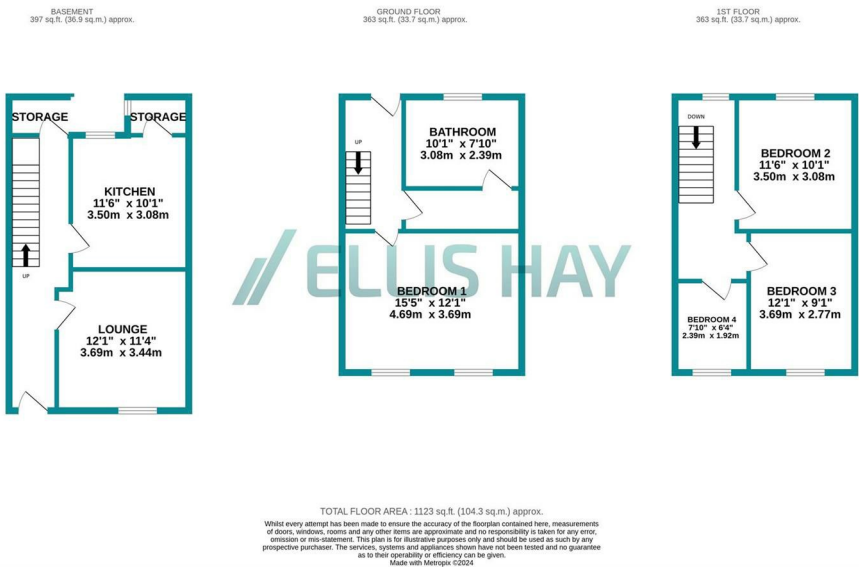 BASEMENT
397 sq.ft. (36.9 sq.m.) approx.
GROUND FLOOR
363 sq.ft. (33.7 sq.m.) approx.
1ST FLOOR
363 sq.ft. (33.7 sq.m.) approx.
STORAGE
STORAGE
KITCHEN
11'6" x 10'1"
3.50m x 3.08m
UP
LOUNGE
12'1" x 11'4"
3.69m x 3.44m
UP
BATHROOM
10'1" x 7'10"
3.08m x 2.39m
BEDROOM 1
15'5" x 12'1"
4.69m x 3.69m
DOWN
BEDROOM 2
11'6" x 10'1"
3.50m x 3.08m
BEDROOM 3
12'1" x 9'1"
3.69m x 2.77m
BEDROOM 4
7'10" x 6'4"
2.39m x 1.92m
ELLIS HAY
TOTAL FLOOR AREA : 1123 sq.ft. (104.3 sq.m.) approx.
Whilst every attempt has been made to ensure the accuracy of the floorplan contained here, measurements
of doors, windows, rooms and any other items are approximate and no responsibility is taken for any error,
omission or mis-statement. This plan is for illustrative purposes only and should be used as such by any
prospective purchaser. The services, systems and appliances shown have not been tested and no guarantee
as to their operability or efficiency can be given.
Made with Metropix ©2024